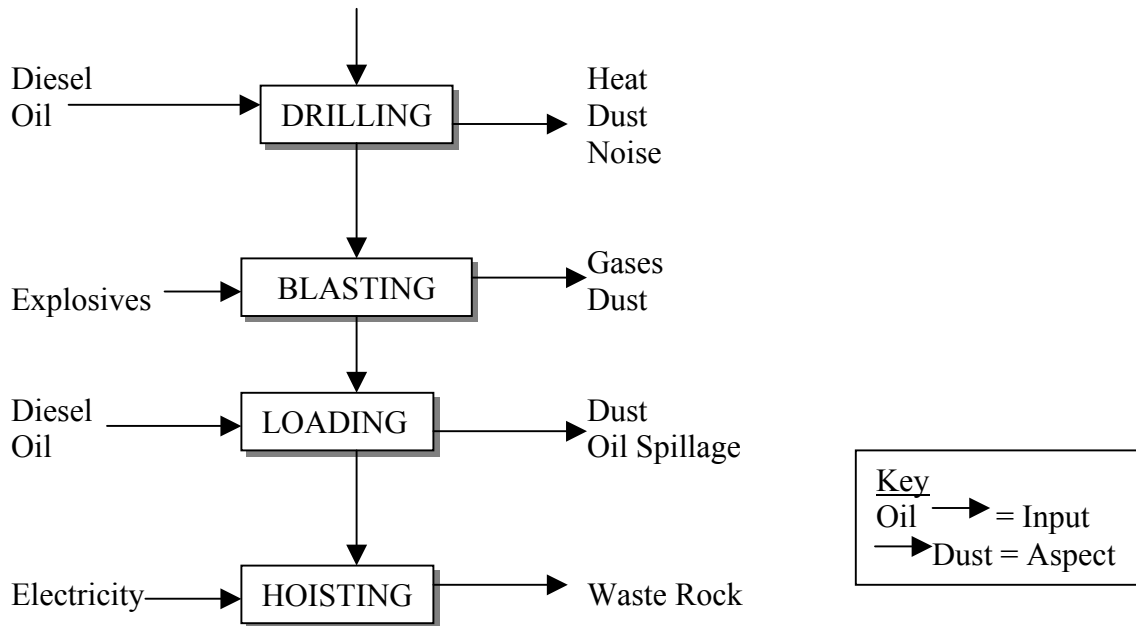 Diesel
Oil
DRILLING
Heat
Dust
Noise
Explosives
BLASTING
Gases
Dust
Diesel
Oil
LOADING
Dust
Oil Spillage
Electricity
HOISTING
Waste Rock
Key
Oil = Input
Dust = Aspect